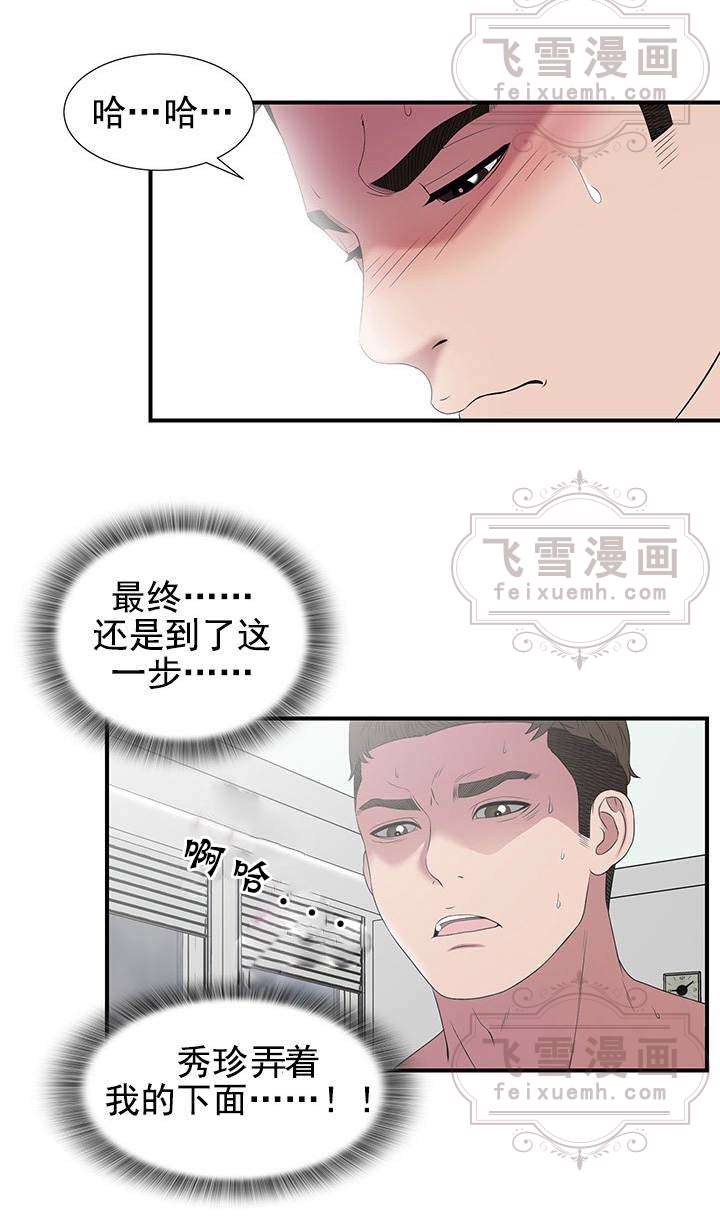 飞雪漫画
feixuemh.com
哈…哈…
飞雪漫画
feixuemh.com
最终……
还是到了这
一步……
啊哈...
秀珍弄着
我的下面……！！
飞雪漫画
feixuemh.com